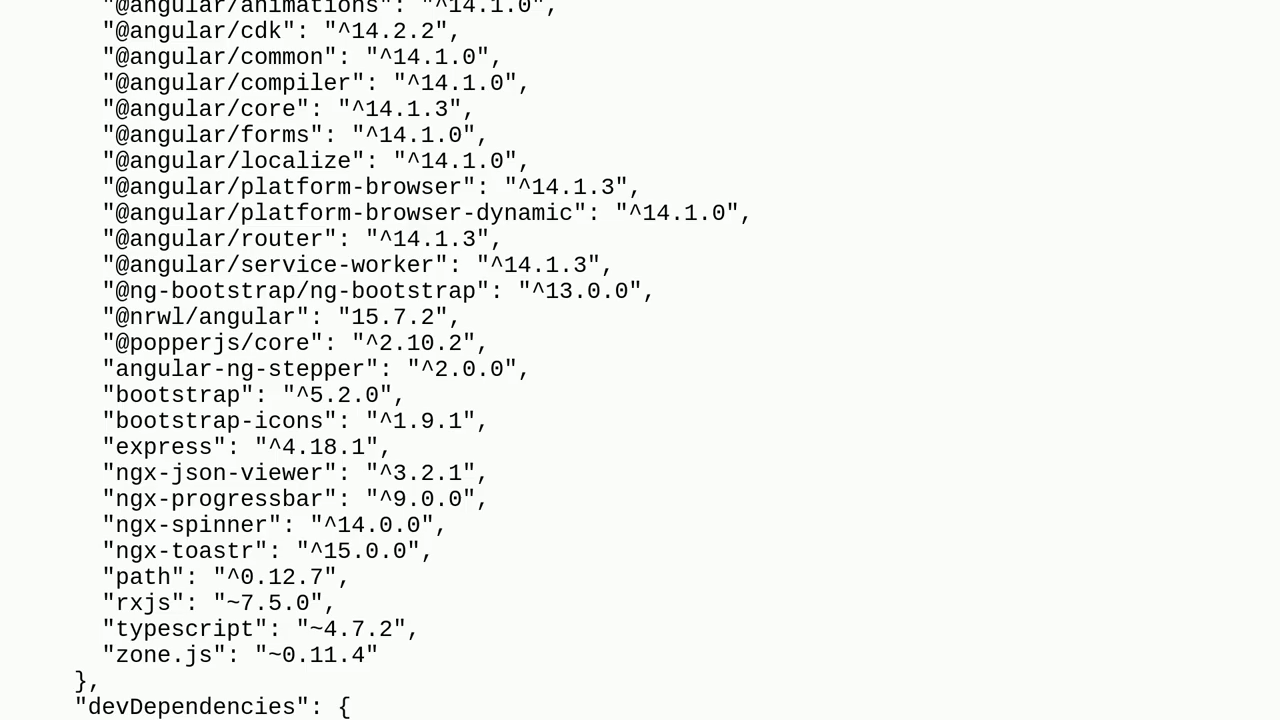 "@angular/animations": "^14.1.0",
"@angular/cdk": "^14.2.2",
"@angular/common": "^14.1.0",
"@angular/compiler": "^14.1.0",
"@angular/core": "^14.1.3",
"@angular/forms": "^14.1.0",
"@angular/localize": "^14.1.0",
"@angular/platform-browser": "^14.1.3",
"@angular/platform-browser-dynamic": "^14.1.0",
"@angular/router": "^14.1.3",
"@angular/service-worker": "^14.1.3",
"@ng-bootstrap/ng-bootstrap": "^13.0.0",
"@nrwl/angular": "15.7.2",
"@popperjs/core": "^2.10.2",
"angular-ng-stepper": "^2.0.0",
"bootstrap": "^5.2.0",
"bootstrap-icons": "^1.9.1",
"express": "^4.18.1",
"ngx-json-viewer": "^3.2.1",
"ngx-progressbar": "^9.0.0",
"ngx-spinner": "^14.0.0",
"ngx-toastr": "^15.0.0",
"path": "^0.12.7",
"rxjs": "~7.5.0",
"typescript": "~4.7.2",
"zone.js": "~0.11.4"
},
"devDependencies": {